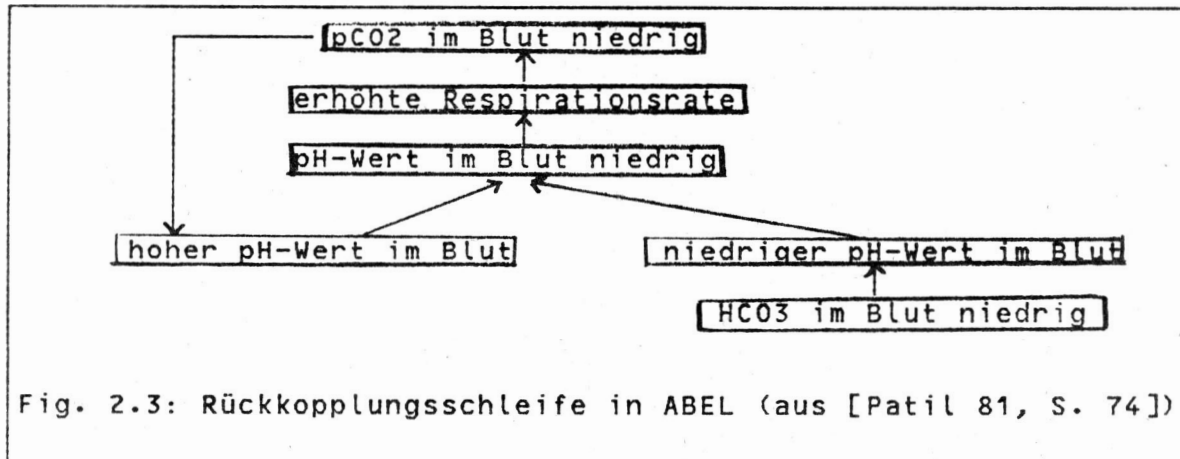 pCO2 im Blut niedrig
erhöhte Respirationsrate
pH-Wert im Blut niedrig
hoher pH-Wert im Blut
niedriger pH-Wert im Blut
HCO3 im Blut niedrig
Fig. 2.3: Rückkopplungsschleife in ABEL (aus [Patil 81, S. 74])